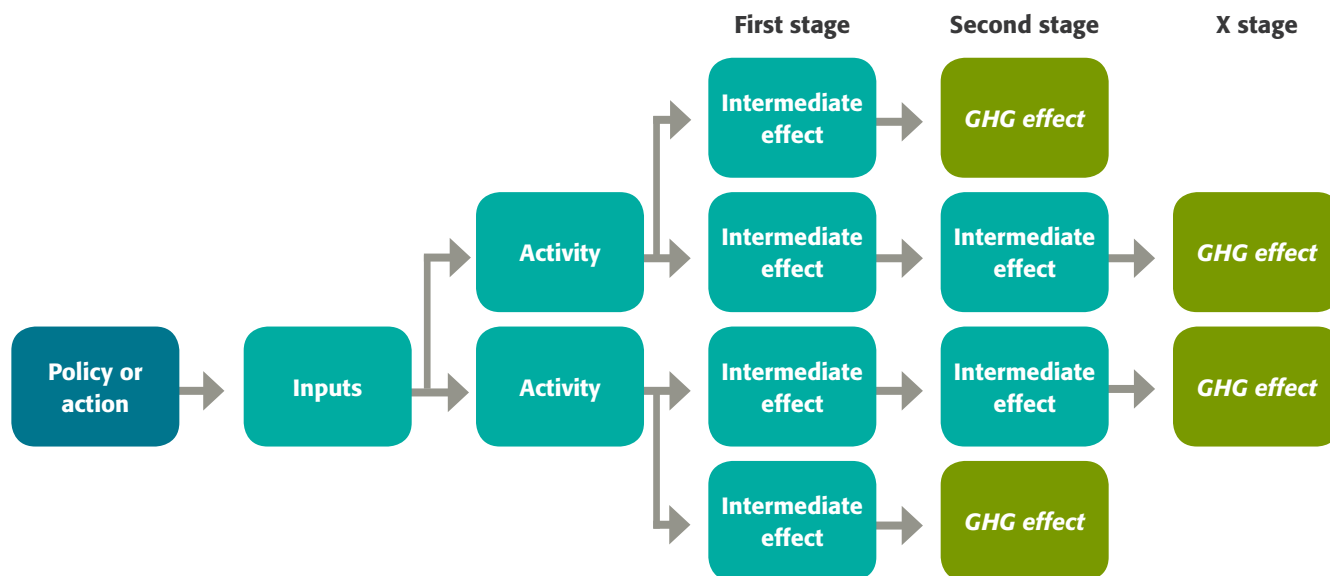 First stage
Second stage
X stage
Intermediate
effect
GHG effect
Activity
Intermediate
effect
Intermediate
effect
GHG effect
Policy or
action
Inputs
Activity
Intermediate
effect
Intermediate
effect
GHG effect
Intermediate
effect
GHG effect